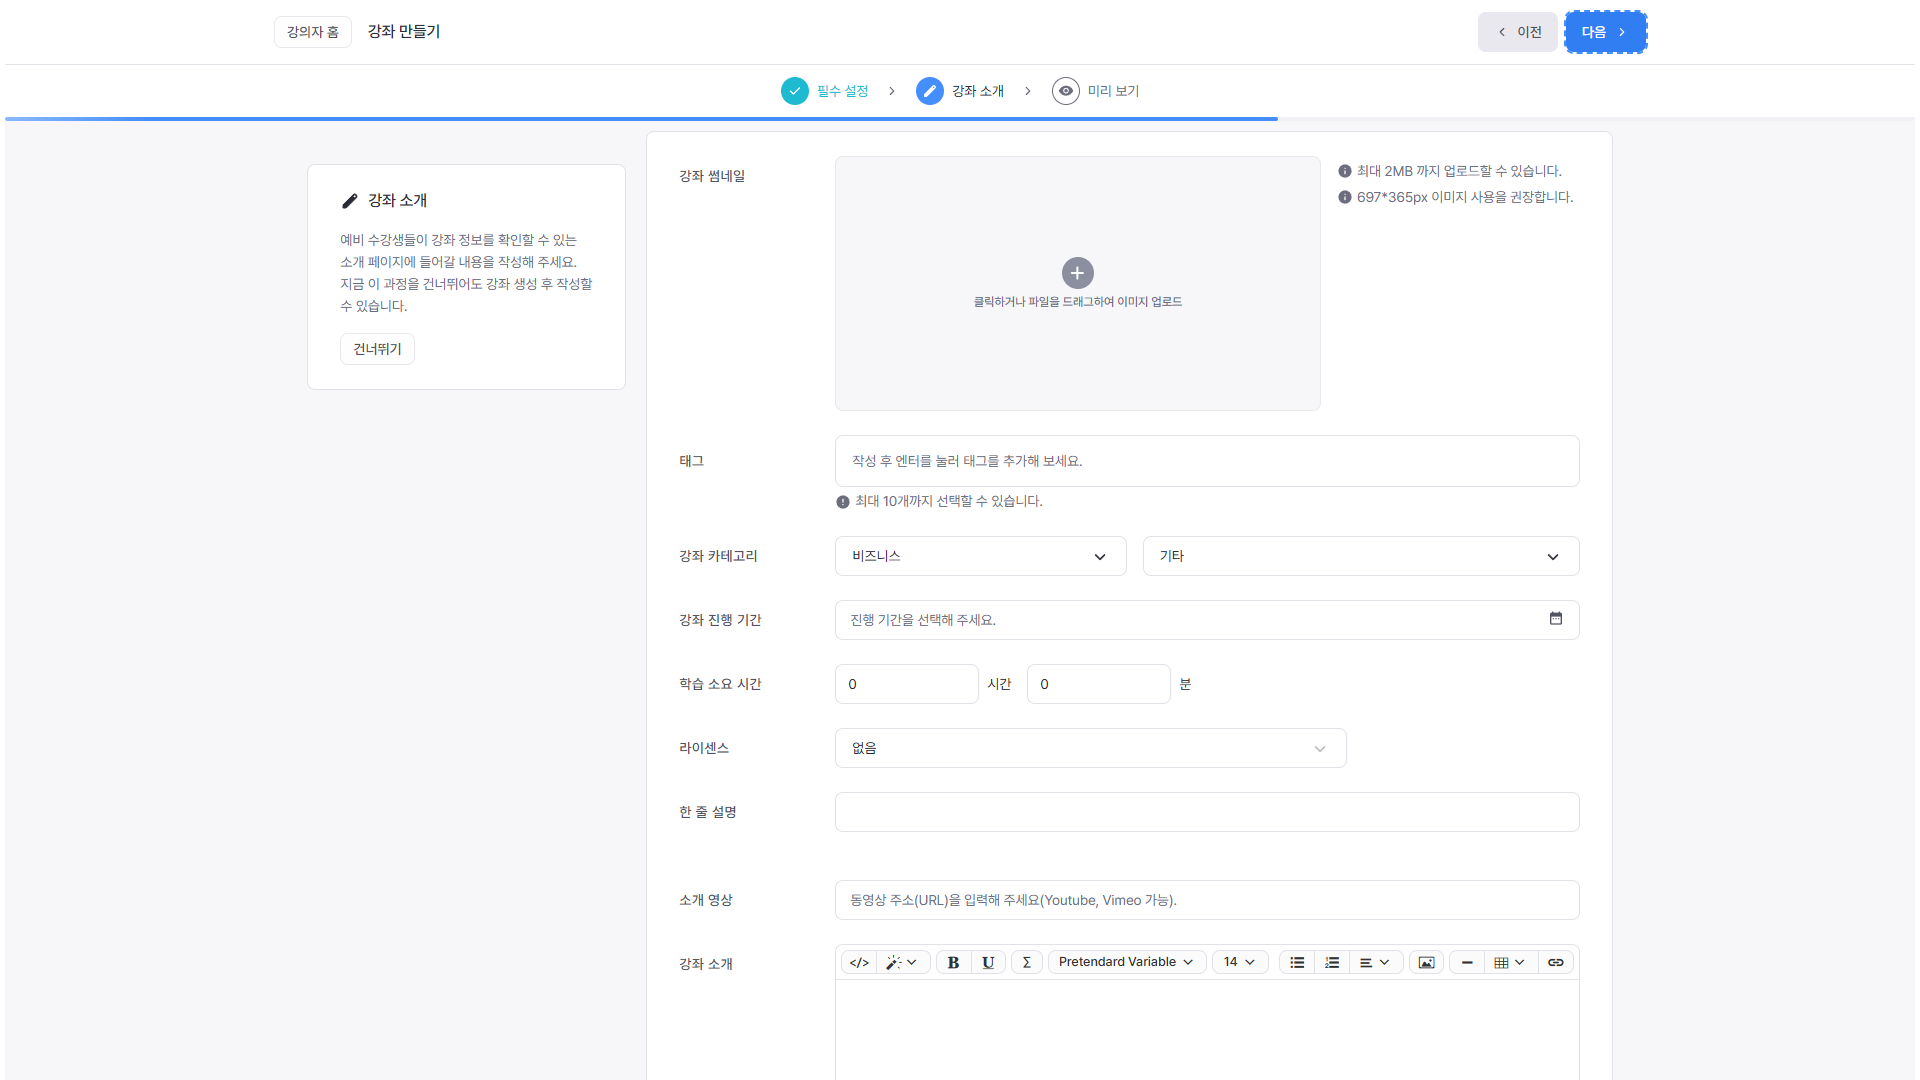 강의자 홈
강좌 만들기
이전
다음
필수 설정
강좌 소개
미리 보기
강좌 소개
예비 수강생들이 강좌 정보를 확인할 수 있는
소개 페이지에 들어갈 내용을 작성해 주세요.
지금 이 과정을 건너뛰어도 강좌 생성 후 작성할
수 있습니다.
건너뛰기
강좌 썸네일
클릭하거나 파일을 드래그하여 이미지 업로드
최대 2MB 까지 업로드할 수 있습니다.
697*365px 이미지 사용을 권장합니다.
태그
작성 후 엔터를 눌러 태그를 추가해 보세요.
최대 10개까지 선택할 수 있습니다.
강좌 카테고리
비즈니스
기타
강좌 진행 기간
진행 기간을 선택해 주세요.
학습 소요 시간
0 시간 0 분
라이센스
없음
한 줄 설명
소개 영상
동영상 주소(URL)을 입력해 주세요(Youtube, Vimeo 가능).
강좌 소개
</> B U Σ Pretendard Variable 14